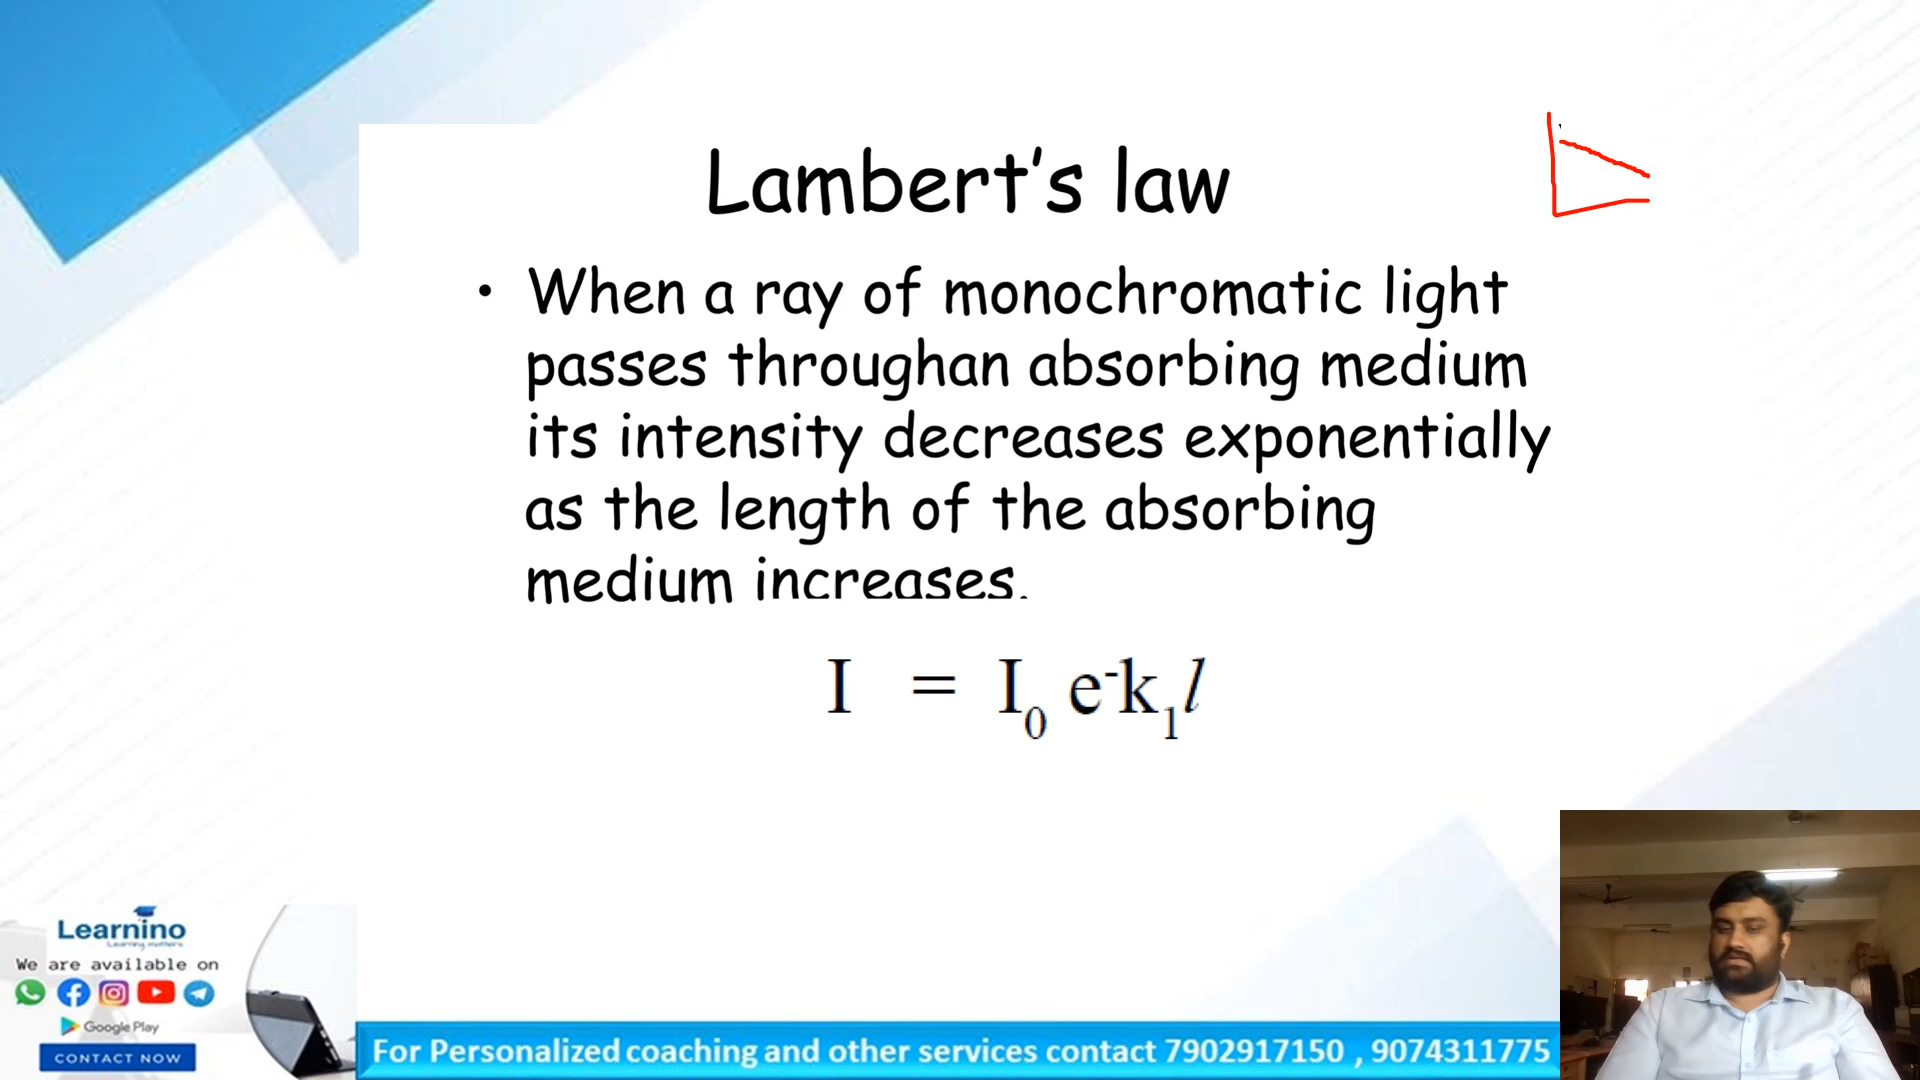 Lambert’s law
• When a ray of monochromatic light
passes throughan absorbing medium
its intensity decreases exponentially
as the length of the absorbing
medium increases.
I = I₀ e⁻k₁l
Learnino
Learning matters
We are available on
Google Play
CONTACT NOW
For Personalized coaching and other services contact 7902917150 , 9074311775